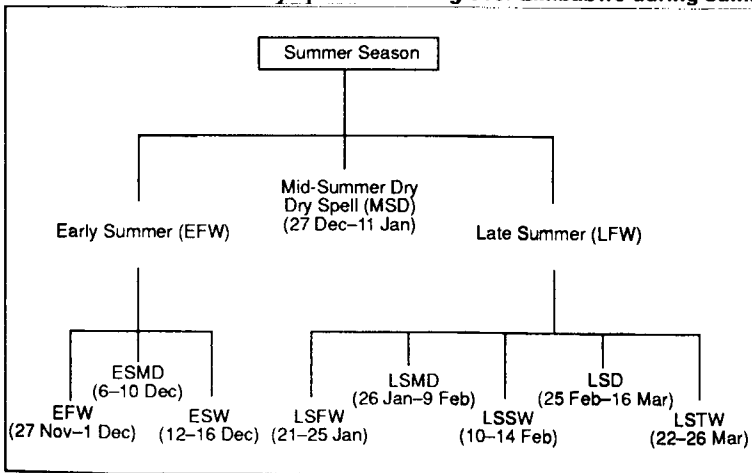 Zimbabwe during
Summer Season
Mid-Summer Dry
Dry Spell (MSD)
(27 Dec–11 Jan)
Early Summer (EFW)
Late Summer (LFW)
ESMD
(6–10 Dec)
EFW
(27 Nov–1 Dec)
ESW
(12–16 Dec)
LSFW
(21–25 Jan)
LSMD
(26 Jan–9 Feb)
LSSW
(10–14 Feb)
LSD
(25 Feb–16 Mar)
LSTW
(22–26 Mar)